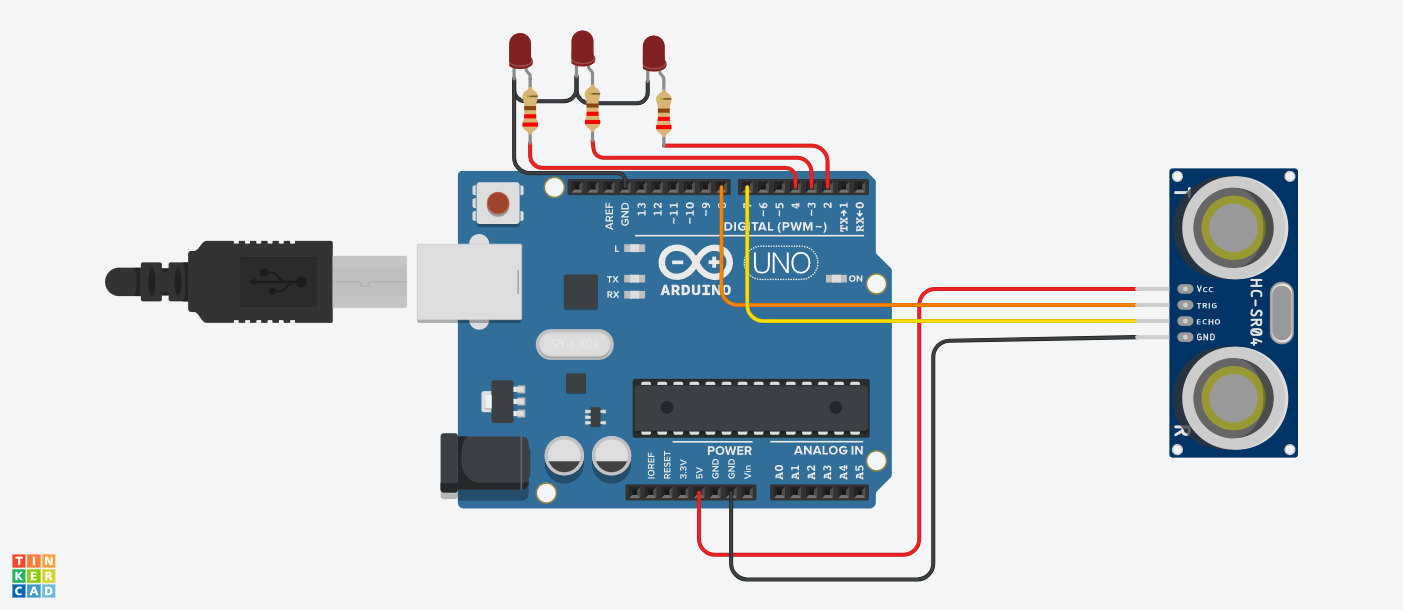 AREF
GND
13
12
~11
~10
~9
8
7
~6
~5
4
~3
2
TX→1
RX←0
DIGITAL (PWM~)
L
TX
RX
ARDUINO
UNO
ON
T
HC-SR04
VCC
TRIG
ECHO
GND
R
POWER
ANALOG IN
IOREF
RESET
3.3V
5V
GND
GND
Vin
A0
A1
A2
A3
A4
A5
TIN
KER
CAD